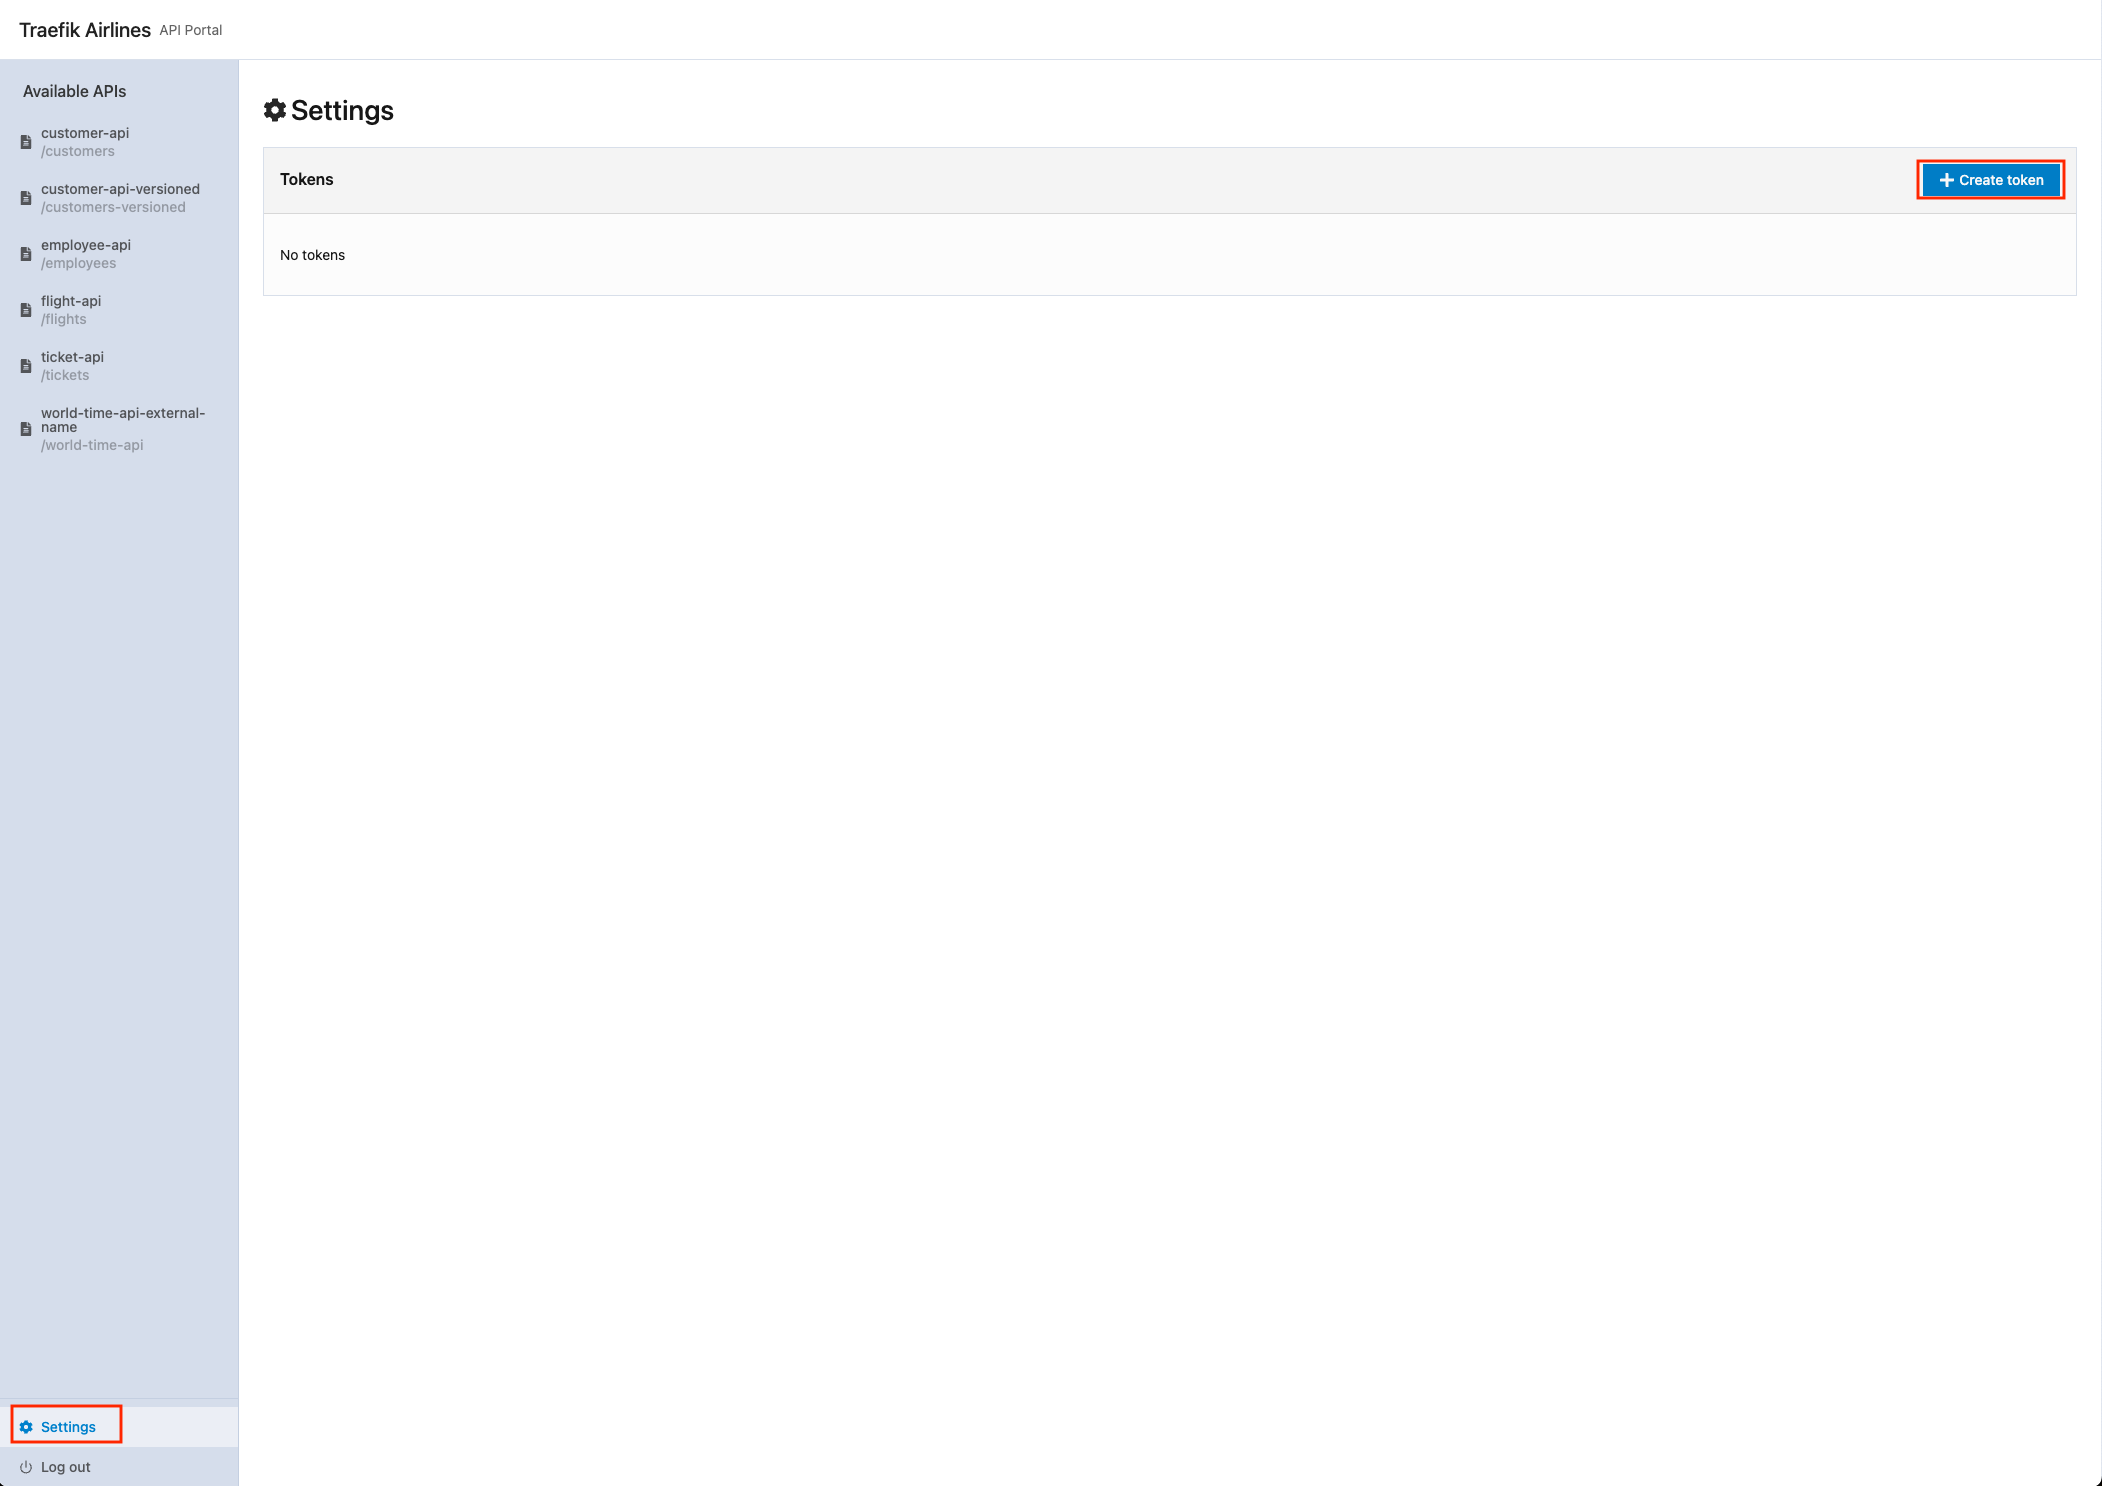 Traefik Airlines API Portal
Available APIs
customer-api
/customers
customer-api-versioned
/customers-versioned
employee-api
/employees
flight-api
/flights
ticket-api
/tickets
world-time-api-external-
name
/world-time-api
Settings
Log out
Settings
Tokens
Create token
No tokens